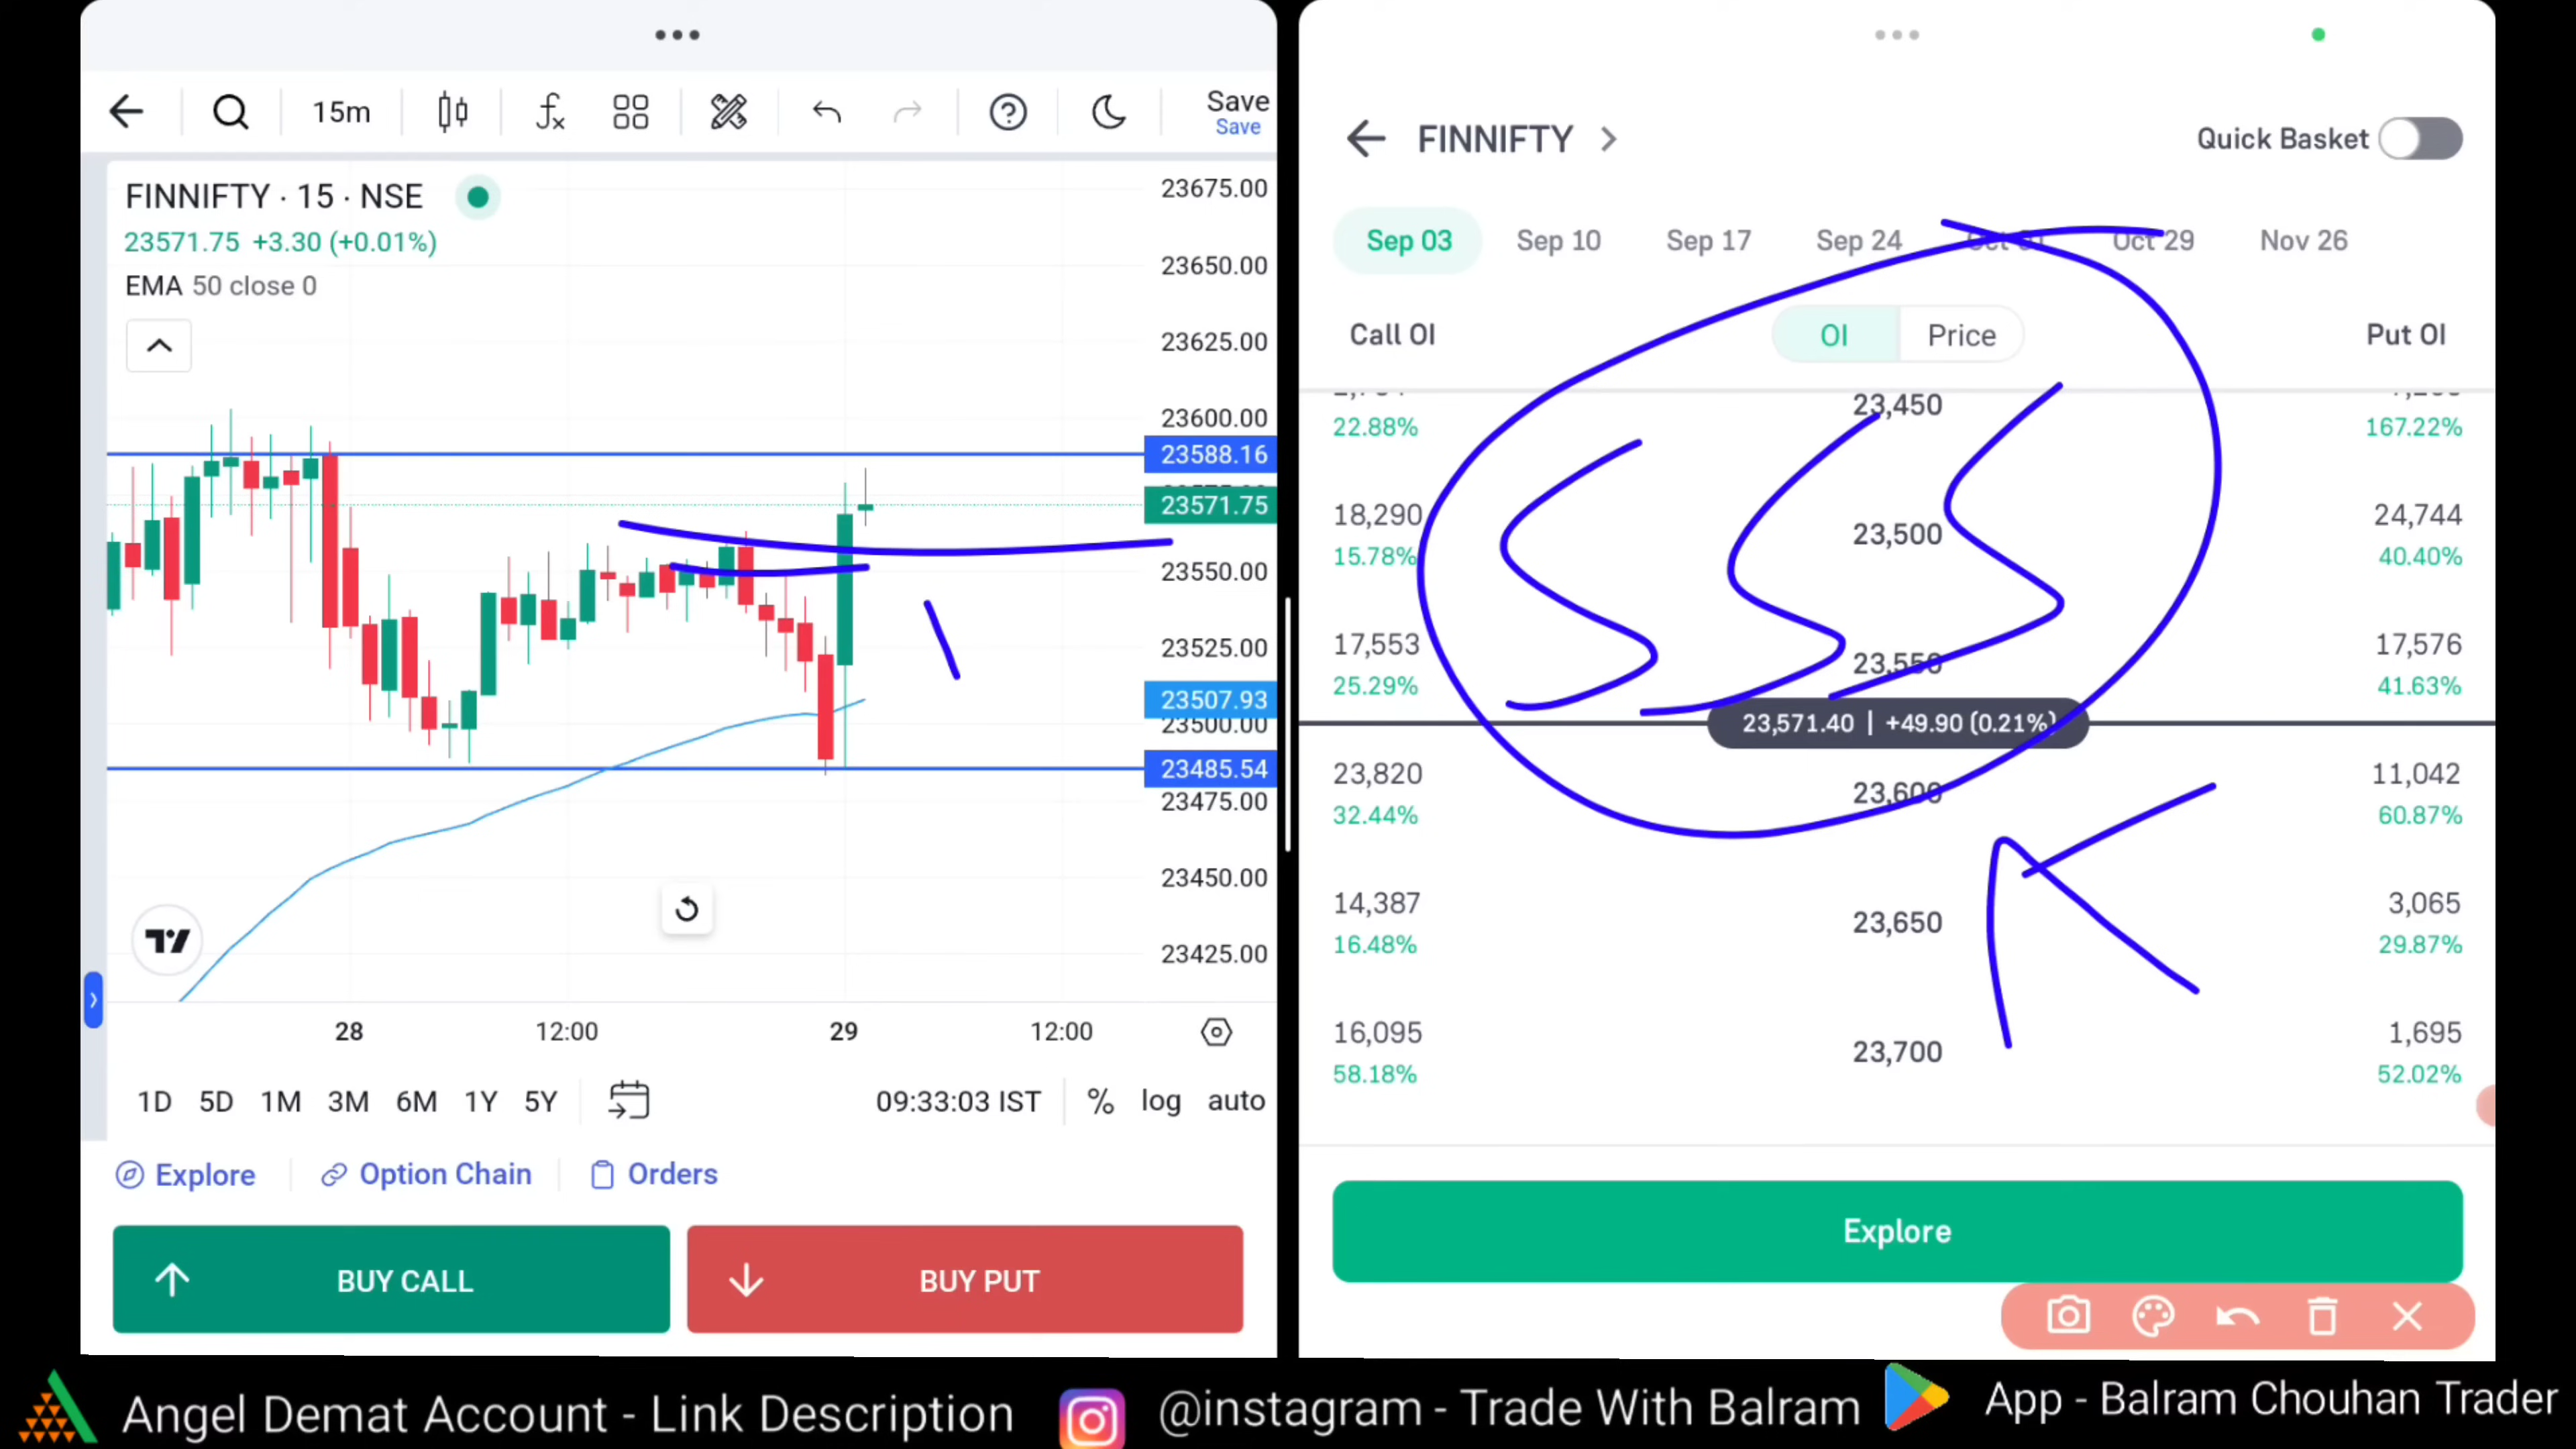 15m
Save
Save
FINNIFTY · 15 · NSE
23571.75 +3.30 (+0.01%)
EMA 50 close 0
23675.00
23650.00
23625.00
23600.00
23588.16
23571.75
23550.00
23525.00
23507.93
23500.00
23485.54
23475.00
23450.00
23425.00
28
12:00
29
12:00
1D 5D 1M 3M 6M 1Y 5Y
09:33:03 IST
% log auto
Explore
Option Chain
Orders
BUY CALL
BUY PUT
FINNIFTY
Quick Basket
Sep 03
Sep 10
Sep 17
Sep 24
Oct 29
Nov 26
Call OI
OI
Price
Put OI
23,450
22.88%
167.22%
18,290
23,500
24,744
15.78%
40.40%
17,553
23,550
17,576
25.29%
41.63%
23,571.40 | +49.90 (0.21%)
23,820
23,600
11,042
32.44%
60.87%
14,387
23,650
3,065
16.48%
29.87%
16,095
23,700
1,695
58.18%
52.02%
Explore
Angel Demat Account - Link Description
@instagram - Trade With Balram
App - Balram Chouhan Trader